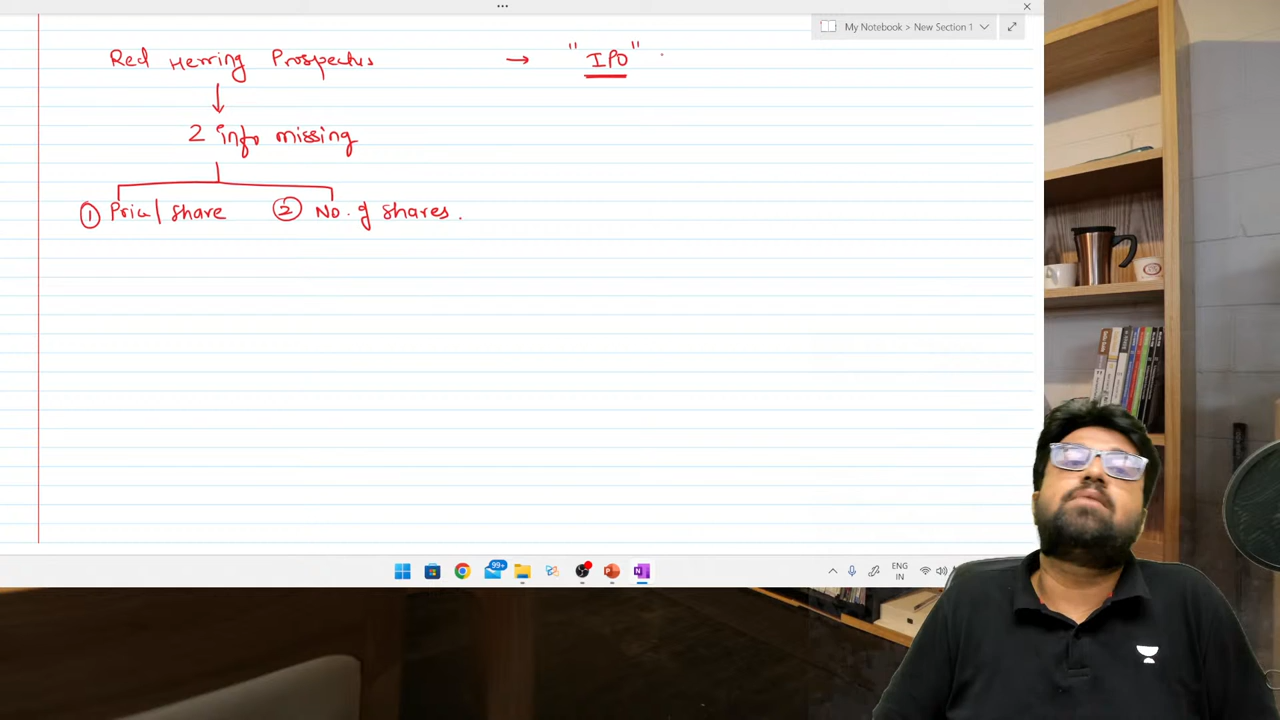 My Notebook > New Section 1
Red Herring Prospectus → "IPO"
2 info missing
① Price/ share ② No. of shares.
99+
ENG
IN